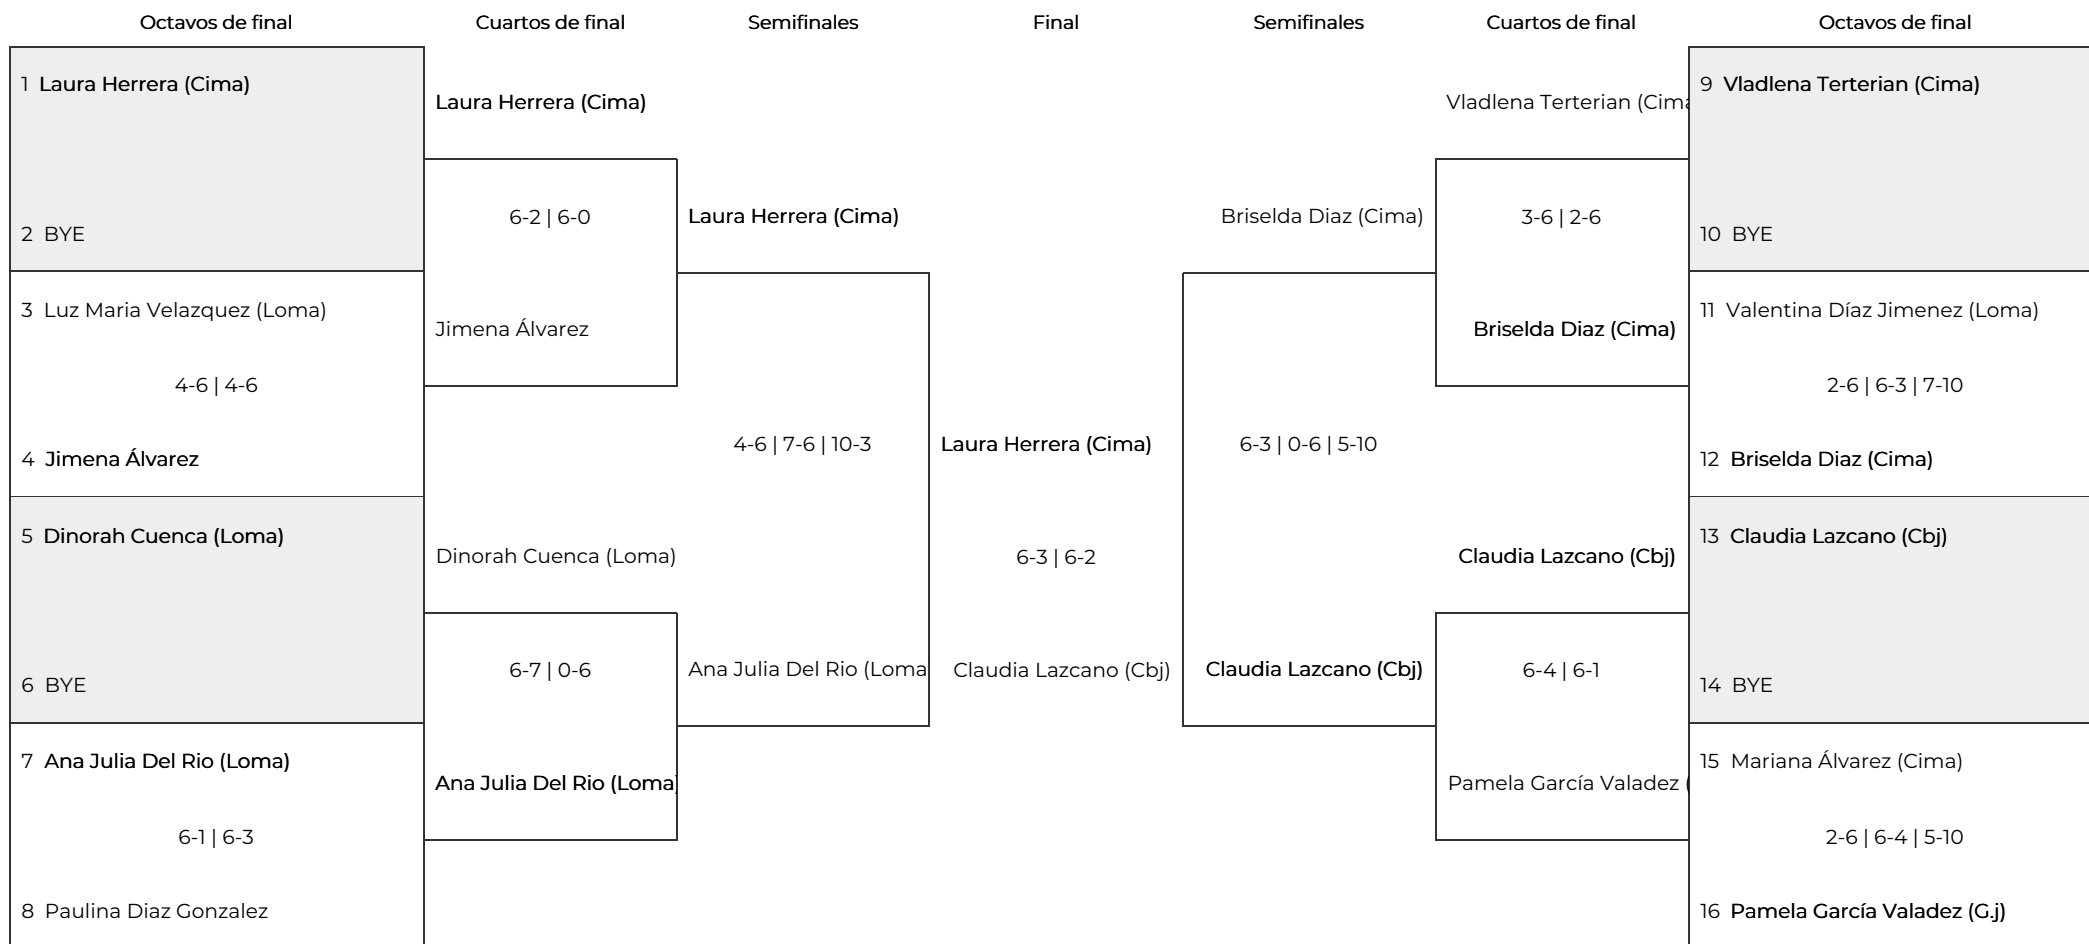 Octavos de final
Cuartos de final
Semifinales
Final
Semifinales
Cuartos de final
Octavos de final
1 Laura Herrera (Cima)
2 BYE
3 Luz Maria Velazquez (Loma)
4-6 | 4-6
4 Jimena Álvarez
5 Dinorah Cuenca (Loma)
6 BYE
7 Ana Julia Del Rio (Loma)
6-1 | 6-3
8 Paulina Diaz Gonzalez
Laura Herrera (Cima)
6-2 | 6-0
Jimena Álvarez
Dinorah Cuenca (Loma)
6-7 | 0-6
Ana Julia Del Rio (Loma)
Laura Herrera (Cima)
4-6 | 7-6 | 10-3
Ana Julia Del Rio (Loma
Laura Herrera (Cima)
6-3 | 6-2
Claudia Lazcano (Cbj)
Briselda Diaz (Cima)
6-3 | 0-6 | 5-10
Claudia Lazcano (Cbj)
Vladlena Terterian (Cima
3-6 | 2-6
Briselda Diaz (Cima)
Claudia Lazcano (Cbj)
6-4 | 6-1
Pamela García Valadez (
9 Vladlena Terterian (Cima)
10 BYE
11 Valentina Díaz Jimenez (Loma)
2-6 | 6-3 | 7-10
12 Briselda Diaz (Cima)
13 Claudia Lazcano (Cbj)
14 BYE
15 Mariana Álvarez (Cima)
2-6 | 6-4 | 5-10
16 Pamela García Valadez (G.j)